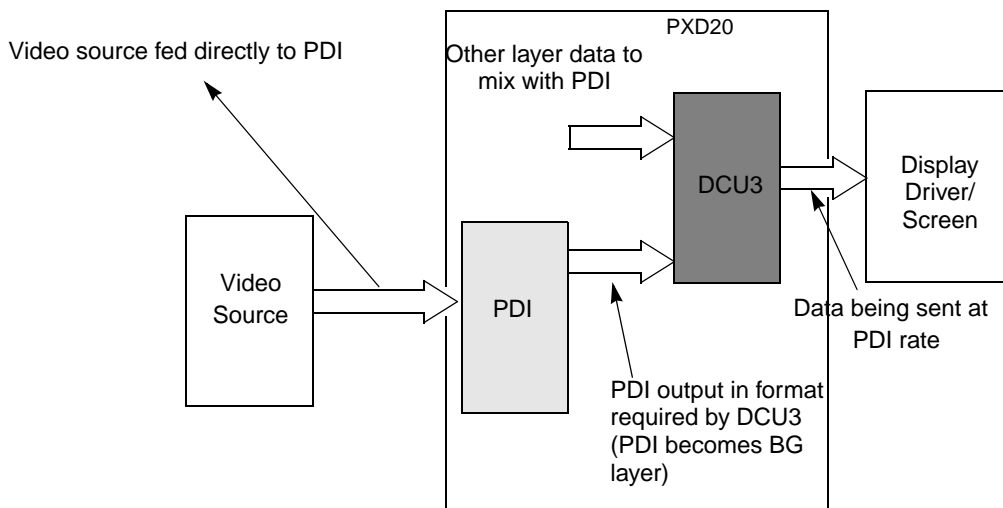 PXD20
Video source fed directly to PDI
Other layer data to
mix with PDI
DCU3
Display
Driver/
Screen
Video
Source
PDI
Data being sent at
PDI rate
PDI output in format
required by DCU3
(PDI becomes BG
layer)